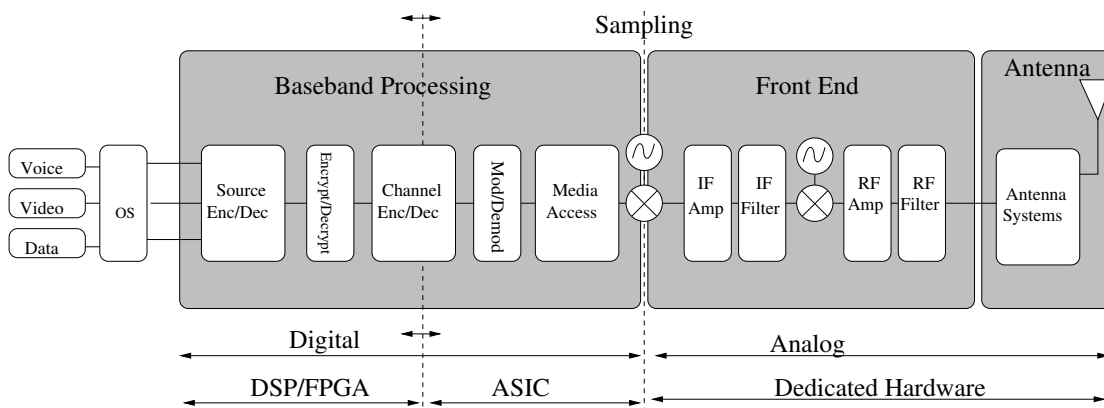 Sampling
Baseband Processing
Front End
Antenna
Voice
Video
Data
OS
Source
Enc/Dec
Encrypt/Decrypt
Channel
Enc/Dec
Mod/Demod
Media
Access
IF
Amp
IF
Filter
RF
Amp
RF
Filter
Antenna
Systems
Digital
Analog
DSP/FPGA
ASIC
Dedicated Hardware